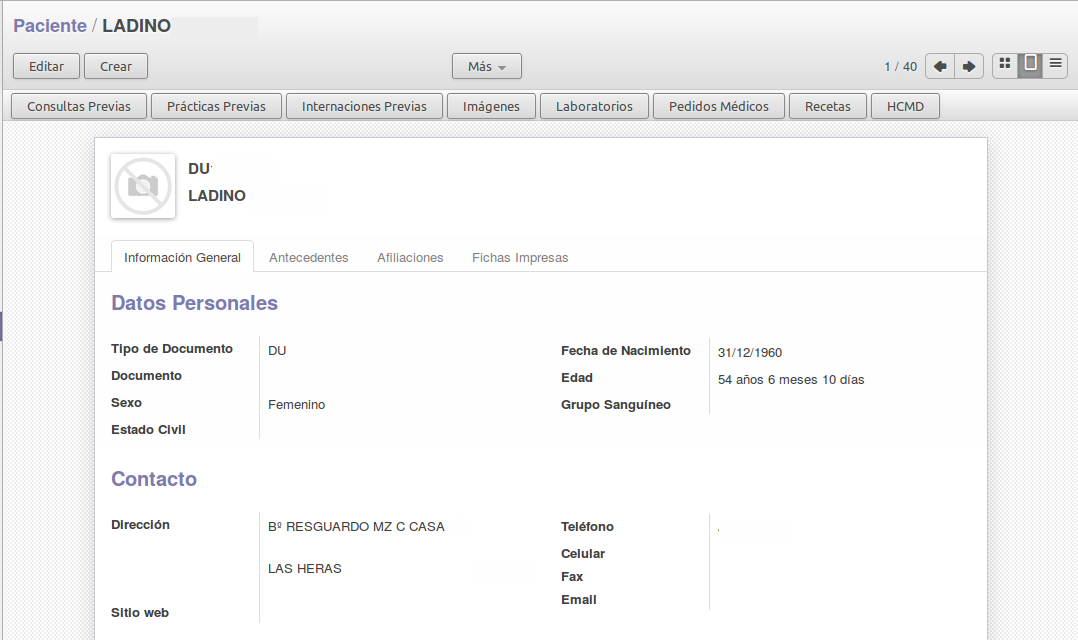 Paciente / LADINO
Editar Crear Más 1 / 40
Consultas Previas Prácticas Previas Internaciones Previas Imágenes Laboratorios Pedidos Médicos Recetas HCMD
DU
LADINO
Información General Antecedentes Afiliaciones Fichas Impresas
Datos Personales
Tipo de Documento DU Fecha de Nacimiento 31/12/1960
Documento Edad 54 años 6 meses 10 días
Sexo Femenino Grupo Sanguíneo
Estado Civil
Contacto
Dirección Bº RESGUARDO MZ C CASA Teléfono
Celular
LAS HERAS Fax
Email
Sitio web